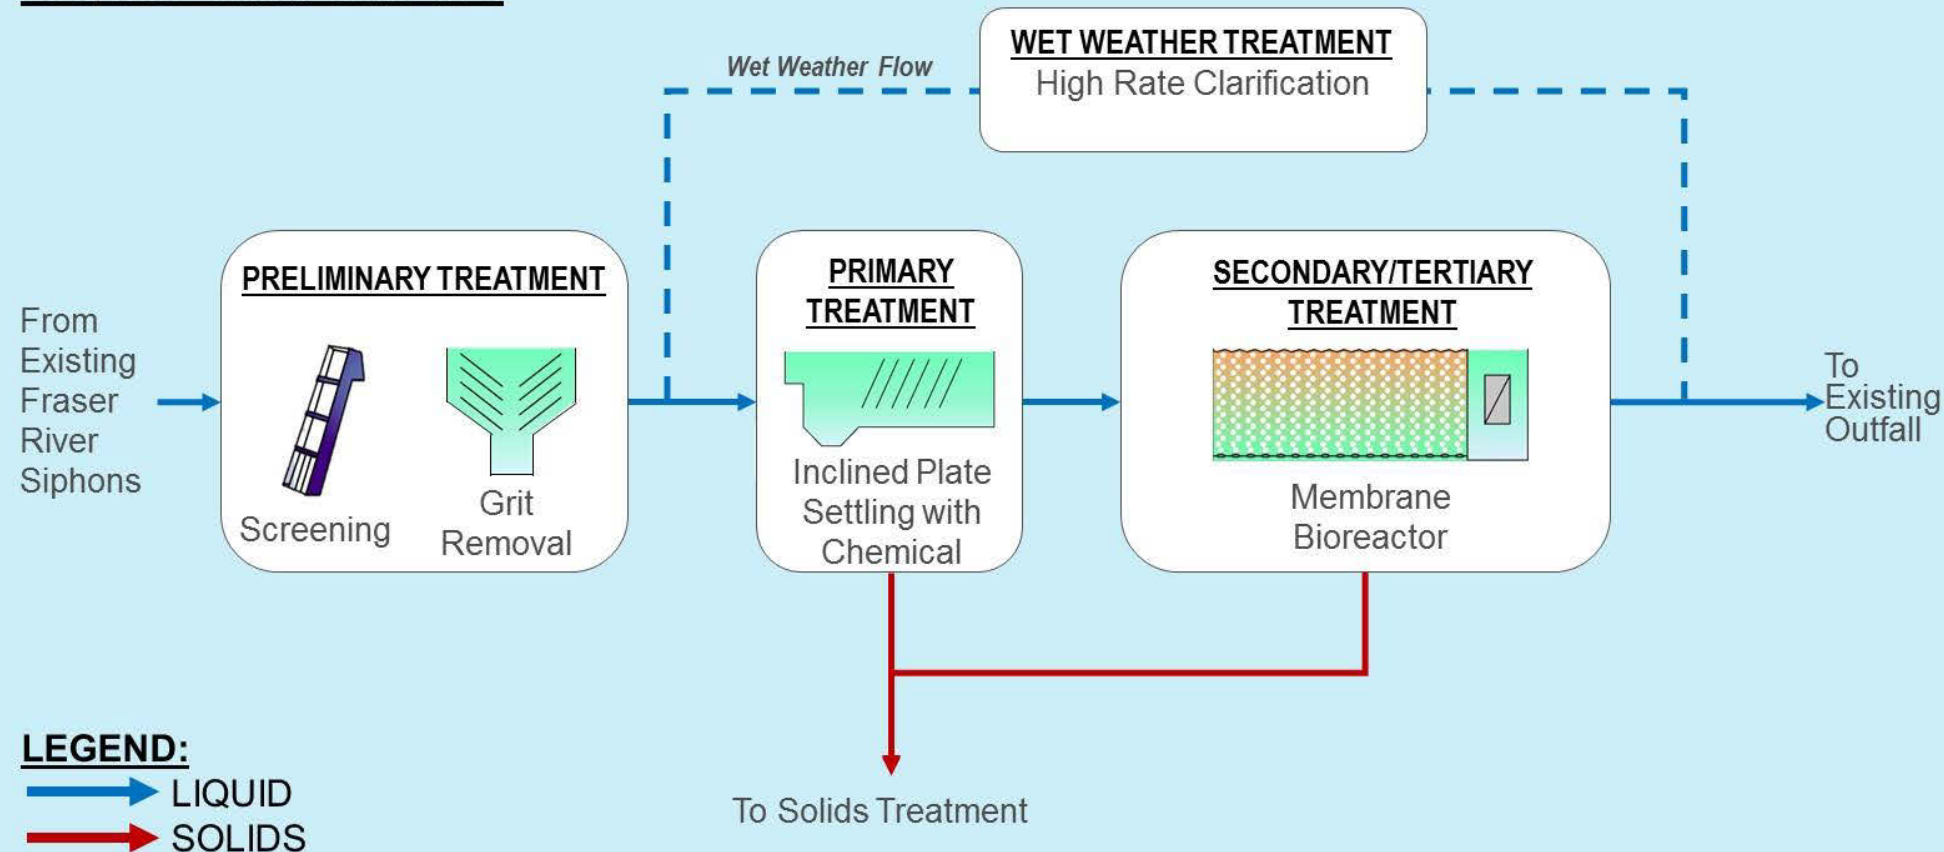 WET WEATHER TREATMENT
High Rate Clarification
Wet Weather Flow
From
Existing
Fraser
River
Siphons
PRELIMINARY TREATMENT
Screening
Grit
Removal
PRIMARY
TREATMENT
Inclined Plate
Settling with
Chemical
SECONDARY/TERTIARY
TREATMENT
Membrane
Bioreactor
To
Existing
Outfall
To Solids Treatment
LEGEND:
LIQUID
SOLIDS